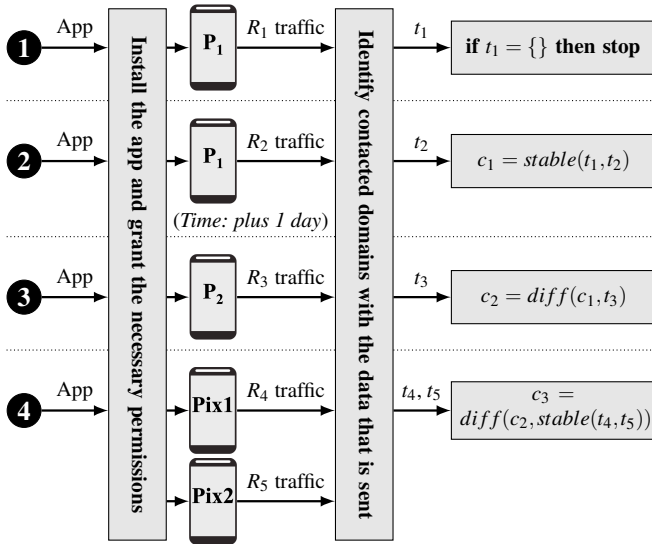 1 App P₁ R₁ traffic t₁ if t₁ = {} then stop
2 App P₁ R₂ traffic t₂ c₁ = stable(t₁,t₂)
(Time: plus 1 day)
3 App P₂ R₃ traffic t₃ c₂ = diff(c₁,t₃)
4 App Pix1 R₄ traffic t₄, t₅ c₃ =
diff(c₂,stable(t₄,t₅))
Pix2 R₅ traffic
Install the app and grant the necessary permissions
Identify contacted domains with the data that is sent